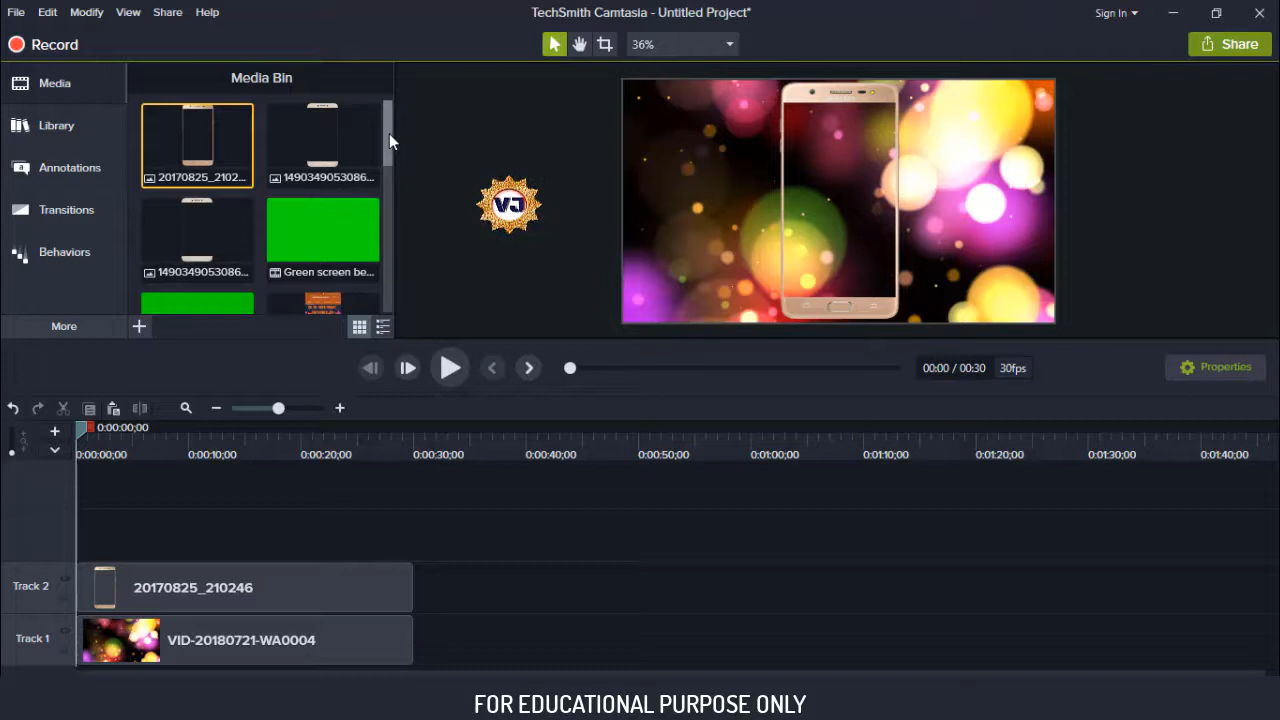 File Edit Modify View Share Help
TechSmith Camtasia - Untitled Project*
Sign In
Record
36%
Share
Media
Library
Annotations
Transitions
Behaviors
More
Media Bin
20170825_2102...
1490349053086...
1490349053086...
Green screen be...
VJ
00:00 / 00:30
30fps
Properties
0:00:00;00
0:00:00;00 0:00:10;00 0:00:20;00 0:00:30;00 0:00:40;00 0:00:50;00 0:01:00;00 0:01:10;00 0:01:20;00 0:01:30;00 0:01:40;00
Track 2
20170825_210246
Track 1
VID-20180721-WA0004
FOR EDUCATIONAL PURPOSE ONLY